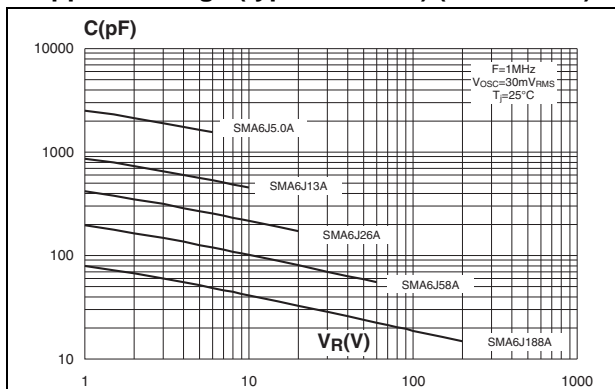 C(pF)
10000
F=1MHz
VOSC=30mVRMS
Tj=25°C
SMA6J5.0A
1000
SMA6J13A
SMA6J26A
100
SMA6J58A
VR(V)
SMA6J188A
10
1 10 100 1000